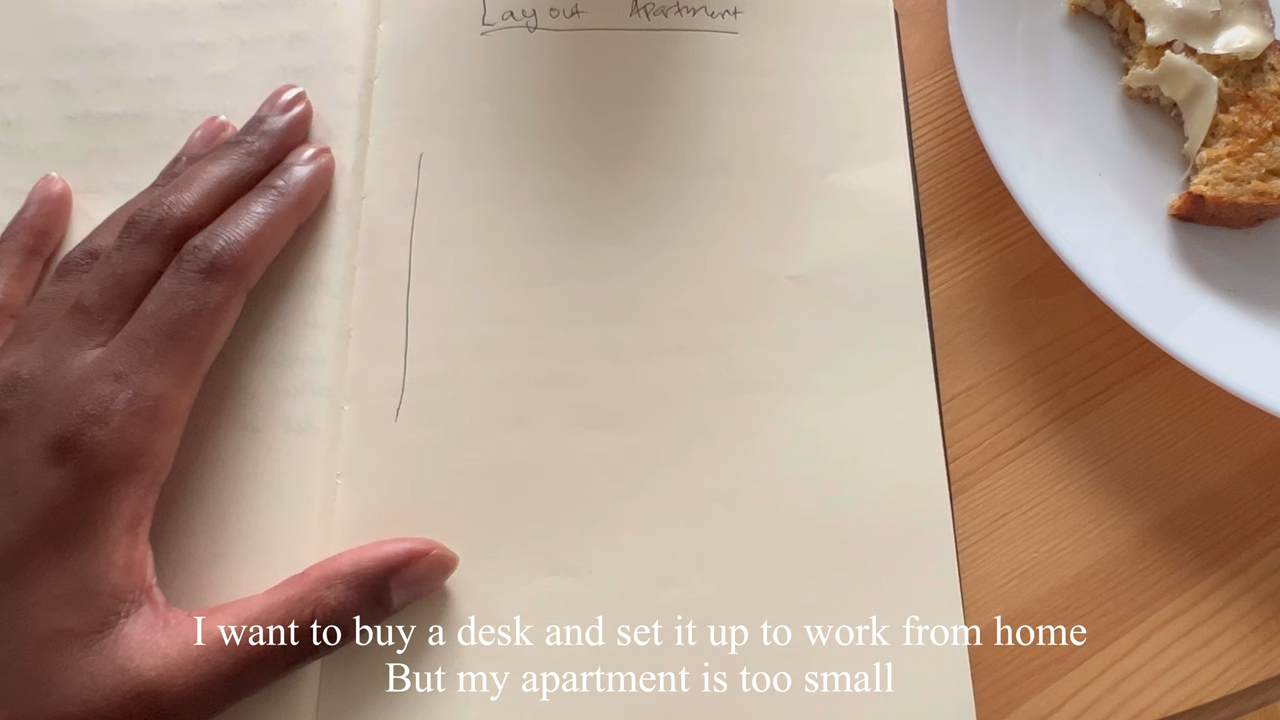 Layout Apartment
I want to buy a desk and set it up to work from home
But my apartment is too small